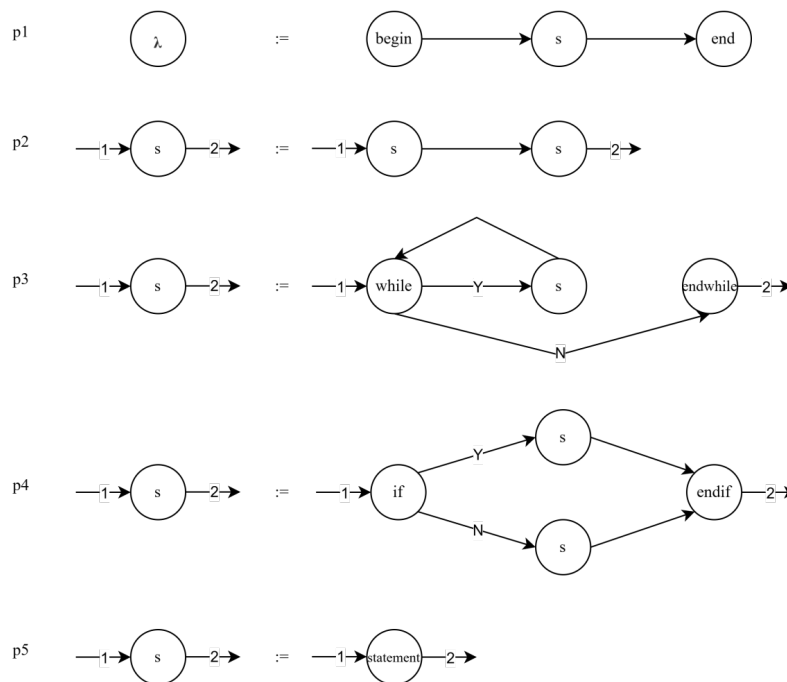 p1 λ := begin s end
p2 1 s 2 := 1 s s 2
p3 1 s 2 := 1 while Y s endwhile 2
N
Y s
p4 1 s 2 := 1 if endif 2
N s
p5 1 s 2 := 1 statement 2